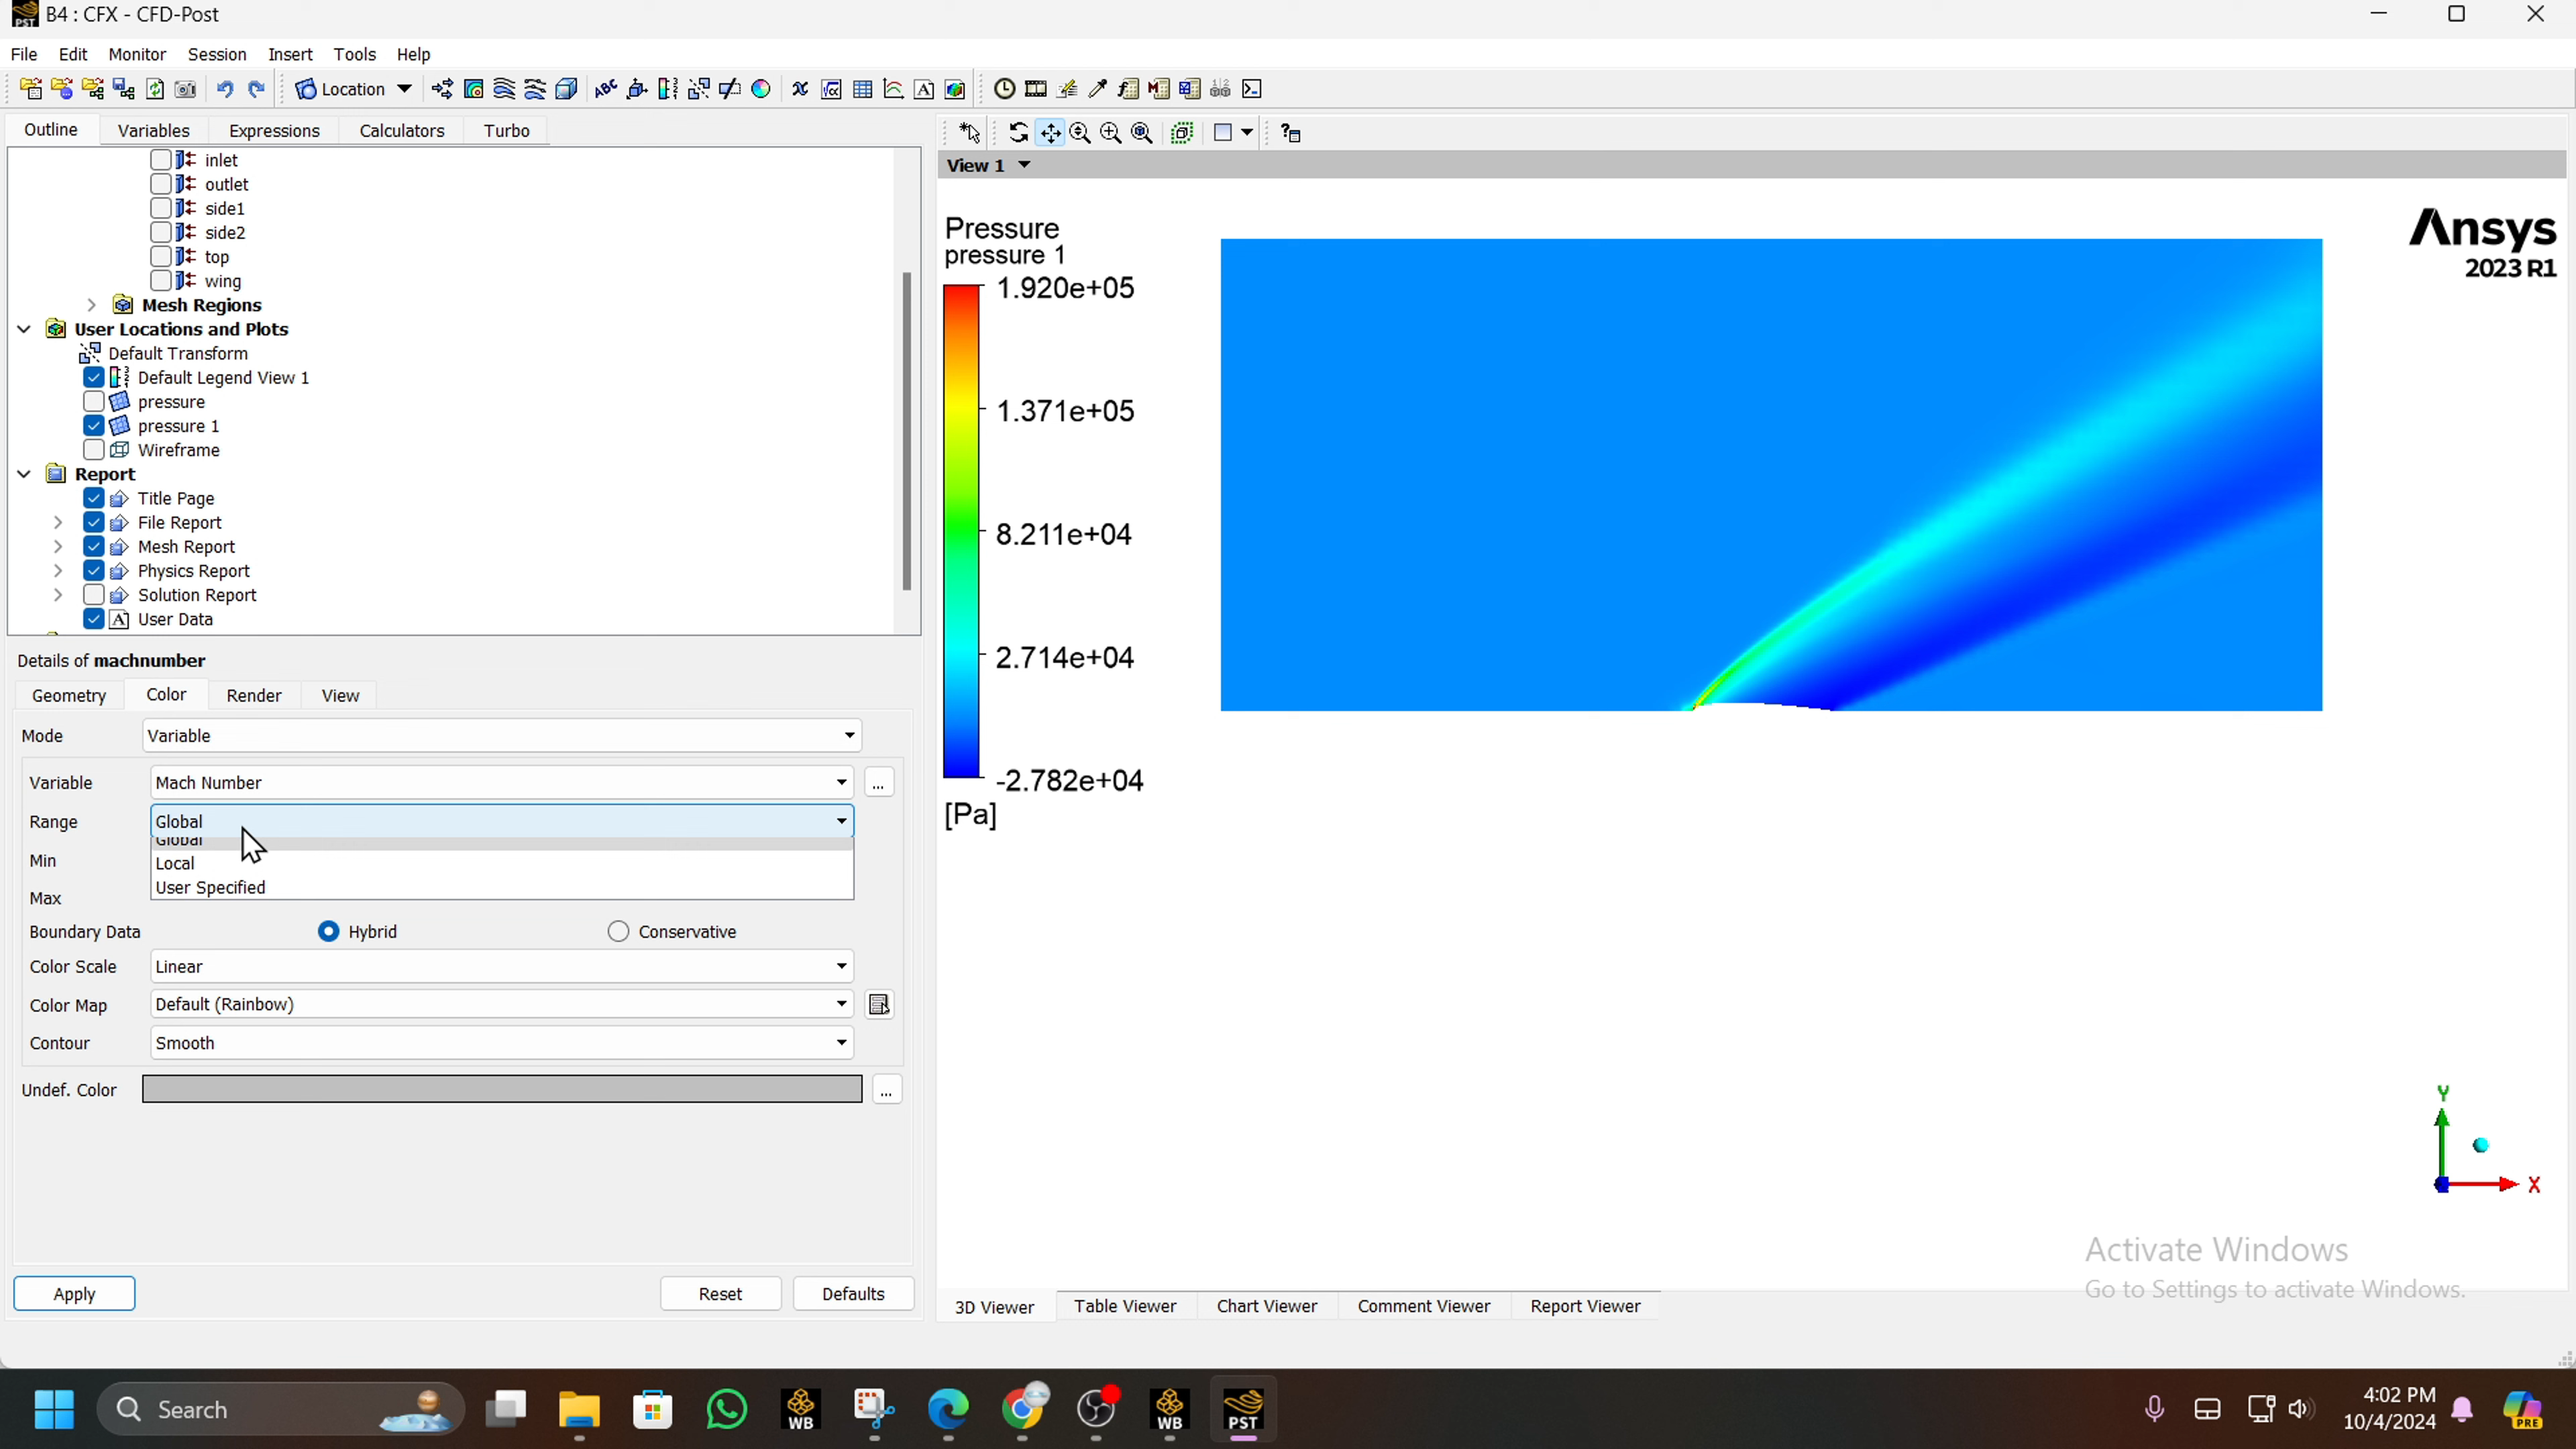 B4 : CFX - CFD-Post
File Edit Monitor Session Insert Tools Help
Location
Outline Variables Expressions Calculators Turbo
inlet
outlet
side1
side2
top
wing
Mesh Regions
User Locations and Plots
Default Transform
Default Legend View 1
pressure
pressure 1
Wireframe
Report
Title Page
File Report
Mesh Report
Physics Report
Solution Report
User Data
Details of machnumber
Geometry Color Render View
Mode Variable
Variable Mach Number ...
Range Global
Global
Min
Local
User Specified
Max
Boundary Data Hybrid Conservative
Color Scale Linear
Color Map Default (Rainbow)
Contour Smooth
Undef. Color ...
Apply Reset Defaults
View 1
Pressure
pressure 1
1.920e+05
1.371e+05
8.211e+04
2.714e+04
-2.782e+04
[Pa]
Ansys
2023 R1
Y
X
Activate Windows
Go to Settings to activate Windows.
3D Viewer Table Viewer Chart Viewer Comment Viewer Report Viewer
Search
WB
WB
PST
4:02 PM
10/4/2024
PRE